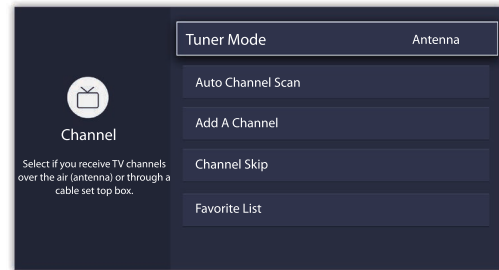 Tuner Mode Antenna
Auto Channel Scan
Add A Channel
Channel Skip
Favorite List
Channel
Select if you receive TV channels
over the air (antenna) or through a
cable set top box.